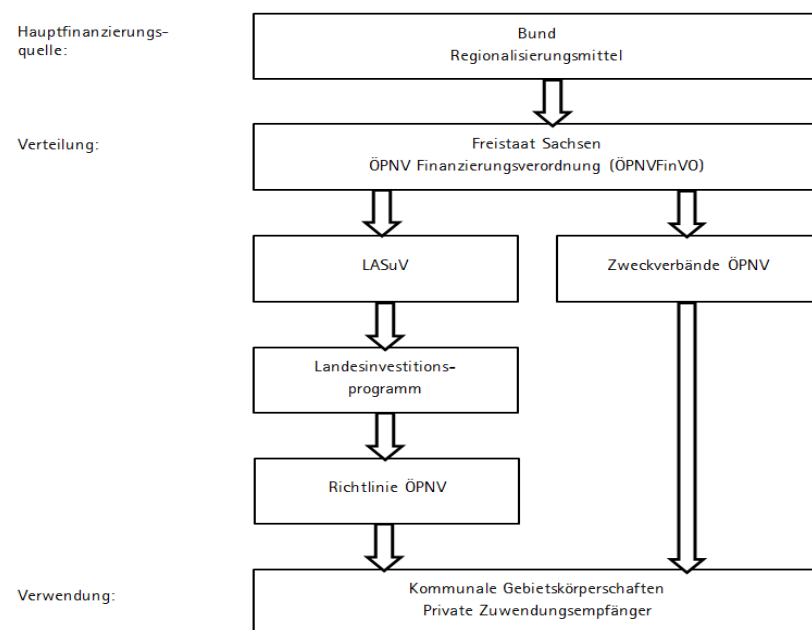 Hauptfinanzierungs-
quelle:
Bund
Regionalisierungsmittel
Verteilung:
Freistaat Sachsen
ÖPNV Finanzierungsverordnung (ÖPNVFinVO)
LASuV
Zweckverbände ÖPNV
Landesinvestitions-
programm
Richtlinie ÖPNV
Verwendung:
Kommunale Gebietskörperschaften
Private Zuwendungsempfänger